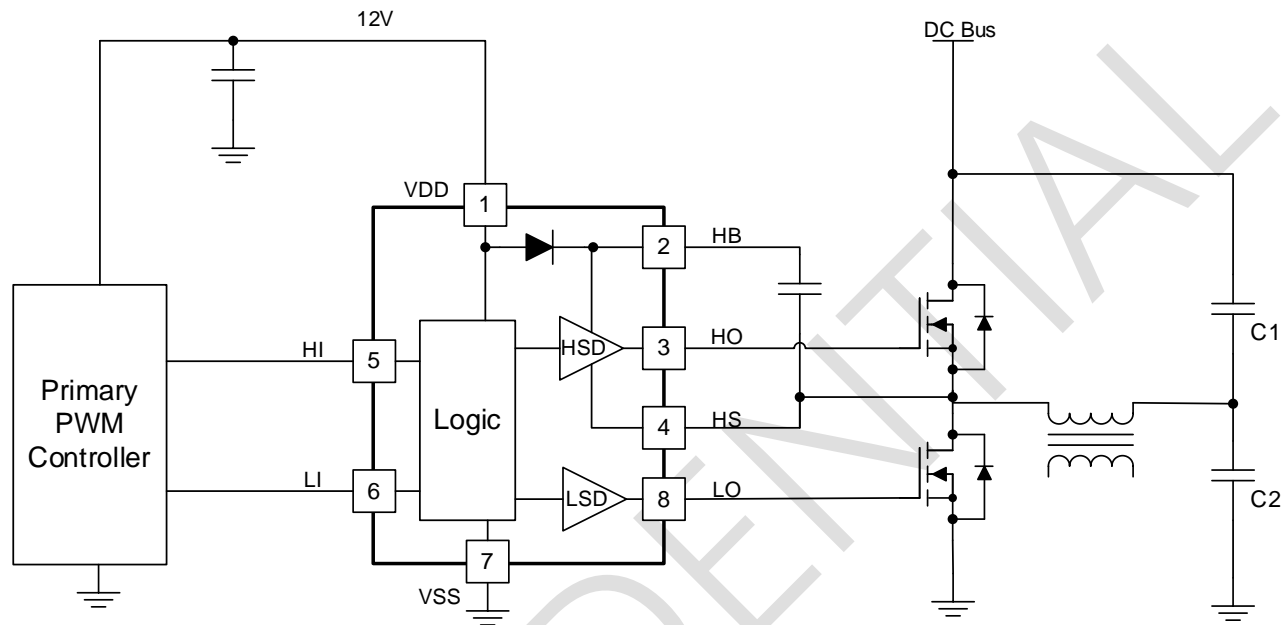 12V
DC Bus
VDD
1
2
HB
HI
5
HSD
3
HO
C1
Primary
PWM
Controller
Logic
4
HS
LI
6
LSD
8
LO
C2
7
VSS
DENTIAL